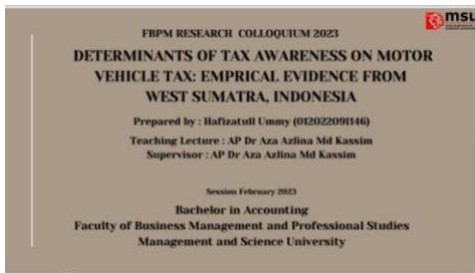 msu
FBPM RESEARCH COLLOQUIUM 2023
DETERMINANTS OF TAX AWARENESS ON MOTOR
VEHICLE TAX: EMPRICAL EVIDENCE FROM
WEST SUMATRA, INDONESIA
Prepared by : Hafizatull Ummy (012022091146)
Teaching Lecture : AP Dr Aza Azlina Md Kassim
Supervisor : AP Dr Aza Azlina Md Kassim
Session February 2023
Bachelor in Accounting
Faculty of Business Management and Professional Studies
Management and Science University